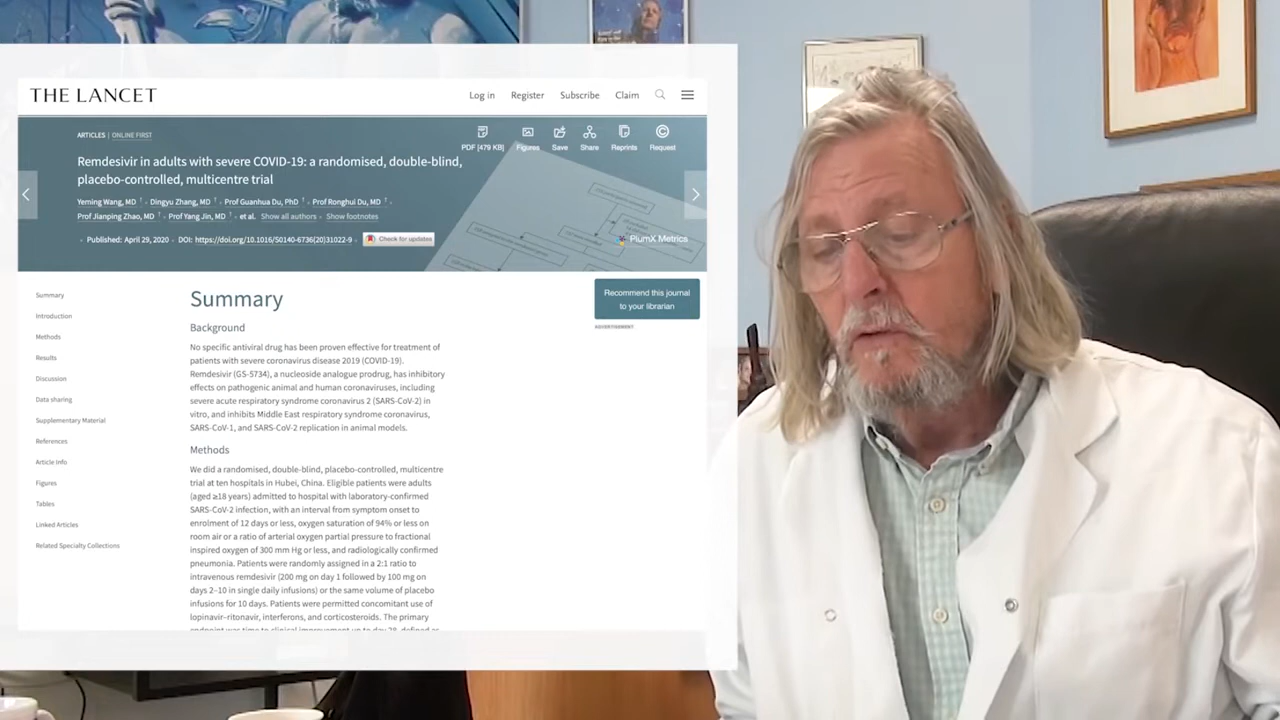 THE LANCET
Log in Register Subscribe Claim
ARTICLES | ONLINE FIRST
PDF [479 KB] Figures Save Share Reprints Request
Remdesivir in adults with severe COVID-19: a randomised, double-blind,
placebo-controlled, multicentre trial
Yeming Wang, MD † · Dingyu Zhang, MD † · Prof Guanhua Du, PhD † · Prof Ronghui Du, MD † ·
Prof Jianping Zhao, MD † · Prof Yang Jin, MD † · et al. Show all authors · Show footnotes
· Published: April 29, 2020 · DOI: https://doi.org/10.1016/S0140-6736(20)31022-9 · Check for updates
PlumX Metrics
Summary
Introduction
Methods
Results
Discussion
Data sharing
Supplementary Material
References
Article Info
Figures
Tables
Linked Articles
Related Specialty Collections
Summary
Background
No specific antiviral drug has been proven effective for treatment of
patients with severe coronavirus disease 2019 (COVID-19).
Remdesivir (GS-5734), a nucleoside analogue prodrug, has inhibitory
effects on pathogenic animal and human coronaviruses, including
severe acute respiratory syndrome coronavirus 2 (SARS-CoV-2) in
vitro, and inhibits Middle East respiratory syndrome coronavirus,
SARS-CoV-1, and SARS-CoV-2 replication in animal models.
Methods
We did a randomised, double-blind, placebo-controlled, multicentre
trial at ten hospitals in Hubei, China. Eligible patients were adults
(aged ≥18 years) admitted to hospital with laboratory-confirmed
SARS-CoV-2 infection, with an interval from symptom onset to
enrolment of 12 days or less, oxygen saturation of 94% or less on
room air or a ratio of arterial oxygen partial pressure to fractional
inspired oxygen of 300 mm Hg or less, and radiologically confirmed
pneumonia. Patients were randomly assigned in a 2:1 ratio to
intravenous remdesivir (200 mg on day 1 followed by 100 mg on
days 2–10 in single daily infusions) or the same volume of placebo
infusions for 10 days. Patients were permitted concomitant use of
lopinavir–ritonavir, interferons, and corticosteroids. The primary
endpoint was time to clinical improvement up to day 28, defined as
Recommend this journal
to your librarian
ADVERTISEMENT